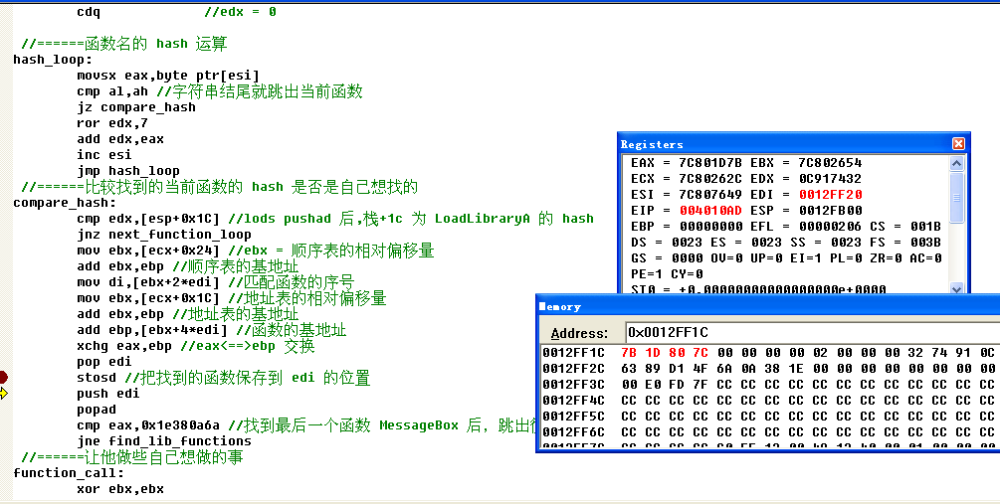 cdq //edx = 0
//======函数名的 hash 运算
hash_loop:
movsx eax,byte ptr[esi]
cmp al,ah //字符串结尾就跳出当前函数
jz compare_hash
ror edx,7
add edx,eax
inc esi
jmp hash_loop
//======比较找到的当前函数的 hash 是否是自己想找的
compare_hash:
cmp edx,[esp+0x1C] //lods pushad 后,栈+1c 为 LoadLibraryA 的 hash
jnz next_function_loop
mov ebx,[ecx+0x24] //ebx = 顺序表的相对偏移量
add ebx,ebp //顺序表的基地址
mov di,[ebx+2*edi] //匹配函数的序号
mov ebx,[ecx+0x1C] //地址表的相对偏移量
add ebx,ebp //地址表的基地址
add ebp,[ebx+4*edi] //函数的基地址
xchg eax,ebp //eax<==>ebp 交换
pop edi
stosd //把找到的函数保存到 edi 的位置
push edi
popad
cmp eax,0x1e380a6a //找到最后一个函数 MessageBox 后, 跳出
jne find_lib_functions
//======让他做些自己想做的事
function_call:
xor ebx,ebx
Registers
EAX = 7C801D7B EBX = 7C802654
ECX = 7C80262C EDX = 0C917432
ESI = 7C807649 EDI = 0012FF20
EIP = 004010AD ESP = 0012FB00
EBP = 00000000 EFL = 00000206 CS = 001B
DS = 0023 ES = 0023 SS = 0023 FS = 003B
GS = 0000 OV=0 UP=0 EI=1 PL=0 ZR=0 AC=0
PE=1 CY=0
ST0 = +0.00000000000000000e+0000
Memory
Address: 0x0012FF1C
0012FF1C 7B 1D 80 7C 00 00 00 00 02 00 00 00 32 74 91 0C
0012FF2C 63 89 D1 4F 6A 0A 38 1E 00 00 00 00 00 00 00 00
0012FF3C 00 E0 FD 7F CC CC CC CC CC CC CC CC CC CC CC CC
0012FF4C CC CC CC CC CC CC CC CC CC CC CC CC CC CC CC CC
0012FF5C CC CC CC CC CC CC CC CC CC CC CC CC CC CC CC CC
0012FF6C CC CC CC CC CC CC CC CC CC CC CC CC CC CC CC CC